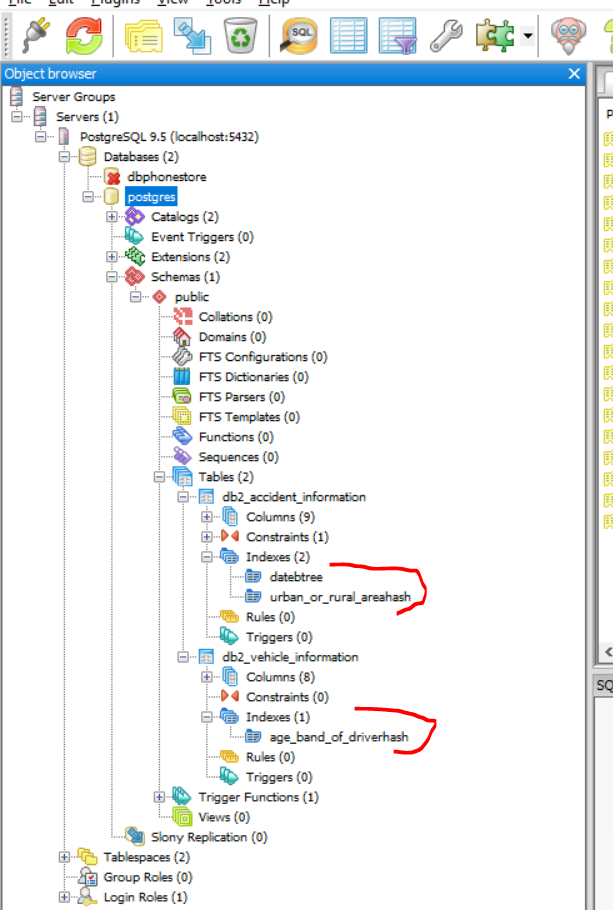 File Edit Plugins View Tools Help
SQL
Object browser
Server Groups
Servers (1)
PostgreSQL 9.5 (localhost:5432)
Databases (2)
dbphonestore
postgres
Catalogs (2)
Event Triggers (0)
Extensions (2)
Schemas (1)
public
Collations (0)
Domains (0)
FTS Configurations (0)
FTS Dictionaries (0)
FTS Parsers (0)
FTS Templates (0)
Functions (0)
Sequences (0)
Tables (2)
db2_accident_information
Columns (9)
Constraints (1)
Indexes (2)
datebtree
urban_or_rural_areahash
Rules (0)
Triggers (0)
db2_vehicle_information
Columns (8)
Constraints (0)
Indexes (1)
age_band_of_driverhash
Rules (0)
Triggers (0)
Trigger Functions (1)
Views (0)
Slony Replication (0)
Tablespaces (2)
Group Roles (0)
Login Roles (1)
P
SQ